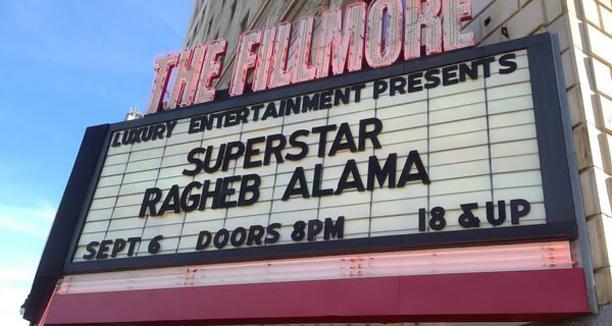 THE FILLMORE
LUXURY ENTERTAINMENT PRESENTS
SUPERSTAR
RAGHEB ALAMA
SEPT 6 DOORS 8PM 18 & UP